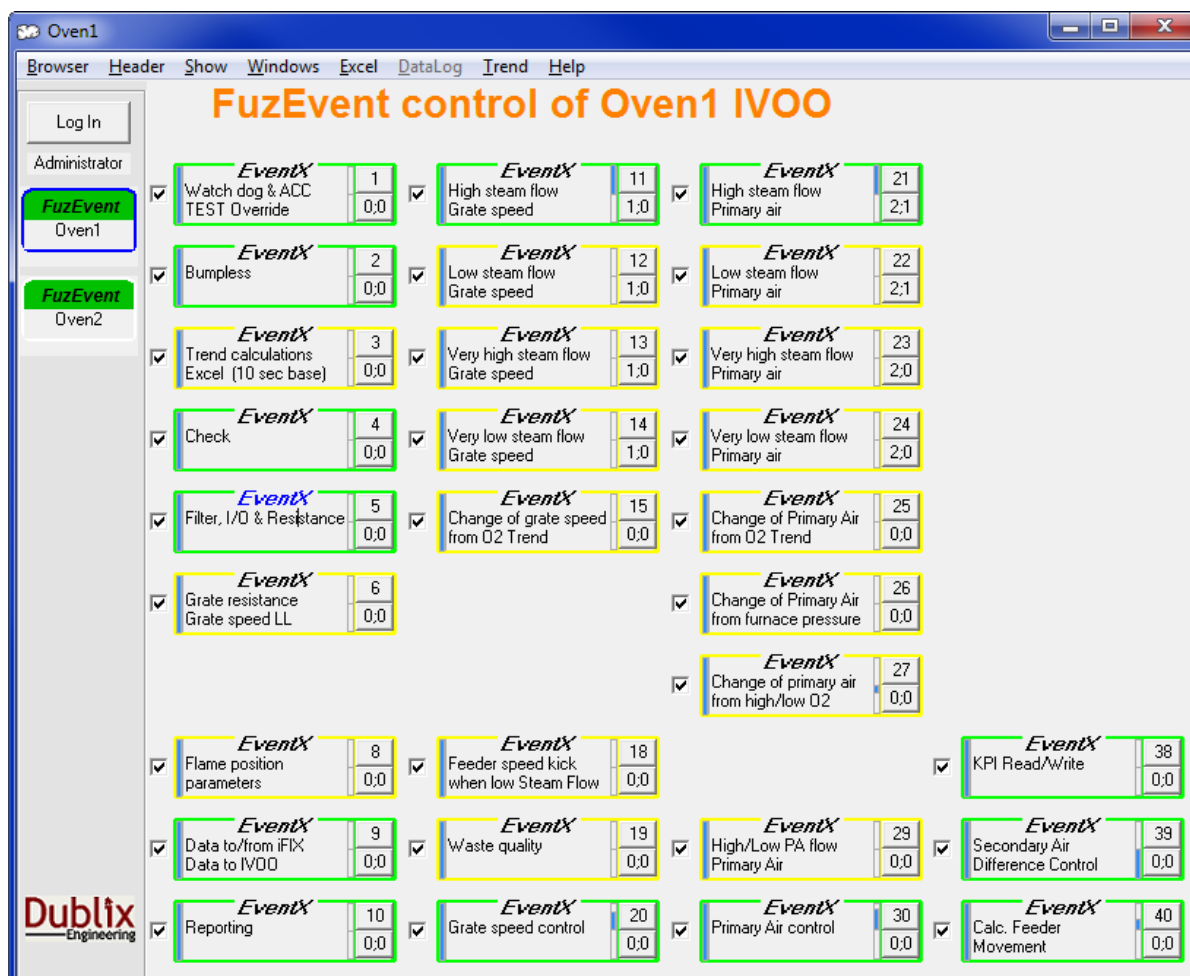 Oven1
Browser Header Show Windows Excel DataLog Trend Help
FuzEvent control of Oven1 IVOO
Log In
Administrator
FuzEvent
Oven1
FuzEvent
Oven2
EventX
Watch dog & ACC
TEST Override
1
0;0
EventX
High steam flow
Grate speed
11
1;0
EventX
High steam flow
Primary air
21
2;1
EventX
Bumpless
2
0;0
EventX
Low steam flow
Grate speed
12
1;0
EventX
Low steam flow
Primary air
22
2;1
EventX
Trend calculations
Excel (10 sec base)
3
0;0
EventX
Very high steam flow
Grate speed
13
1;0
EventX
Very high steam flow
Primary air
23
2;0
EventX
Check
4
0;0
EventX
Very low steam flow
Grate speed
14
1;0
EventX
Very low steam flow
Primary air
24
2;0
EventX
Filter, I/O & Resistance
5
0;0
EventX
Change of grate speed
from O2 Trend
15
0;0
EventX
Change of Primary Air
from O2 Trend
25
0;0
EventX
Grate resistance
Grate speed LL
6
0;0
EventX
Change of Primary Air
from furnace pressure
26
0;0
EventX
Change of primary air
from high/low O2
27
0;0
EventX
Flame position
parameters
8
0;0
EventX
Feeder speed kick
when low Steam Flow
18
0;0
EventX
KPI Read/Write
38
0;0
EventX
Data to/from iFIX
Data to IVOO
9
0;0
EventX
Waste quality
19
0;0
EventX
High/Low PA flow
Primary Air
29
0;0
EventX
Secondary Air
Difference Control
39
0;0
EventX
Reporting
10
0;0
EventX
Grate speed control
20
0;0
EventX
Primary Air control
30
0;0
EventX
Calc. Feeder
Movement
40
0;0
Dublix
Engineering